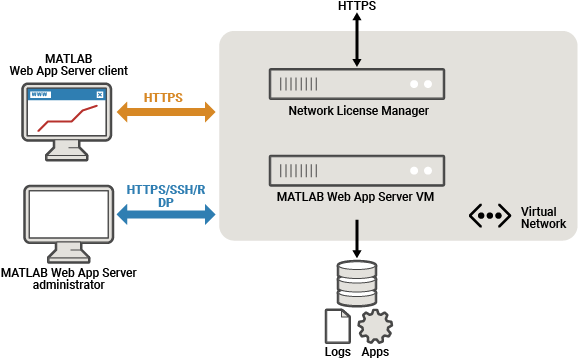 HTTPS
MATLAB
Web App Server client
WWW
HTTPS
Network License Manager
HTTPS/SSH/R
DP
MATLAB Web App Server VM
Virtual
Network
MATLAB Web App Server
administrator
Logs
Apps